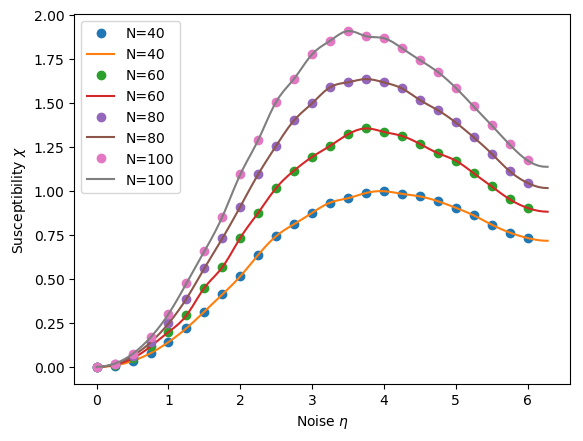 2.00
1.75
1.50
1.25
1.00
0.75
0.50
0.25
0.00
Susceptibility χ
N=40
N=40
N=60
N=60
N=80
N=80
N=100
N=100
0 1 2 3 4 5 6
Noise η